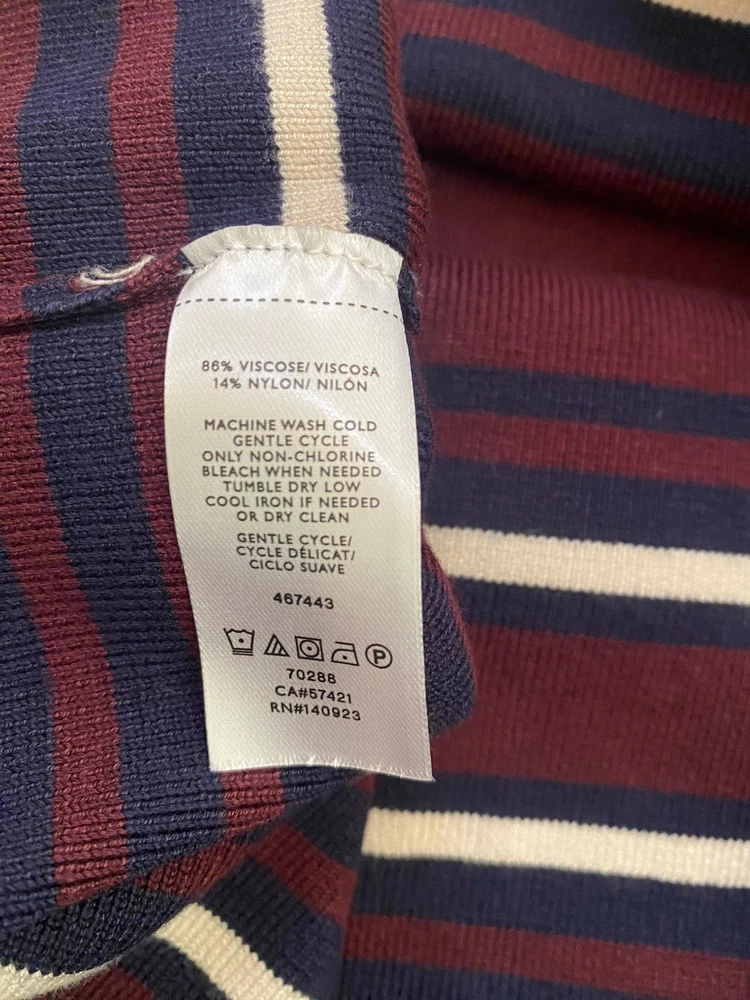 86% VISCOSE/ VISCOSA
14% NYLON/ NILÓN
MACHINE WASH COLD
GENTLE CYCLE
ONLY NON-CHLORINE
BLEACH WHEN NEEDED
TUMBLE DRY LOW
COOL IRON IF NEEDED
OR DRY CLEAN
GENTLE CYCLE/
CYCLE DÉLICAT/
CICLO SUAVE
467443
P
70288
CA#57421
RN#140923